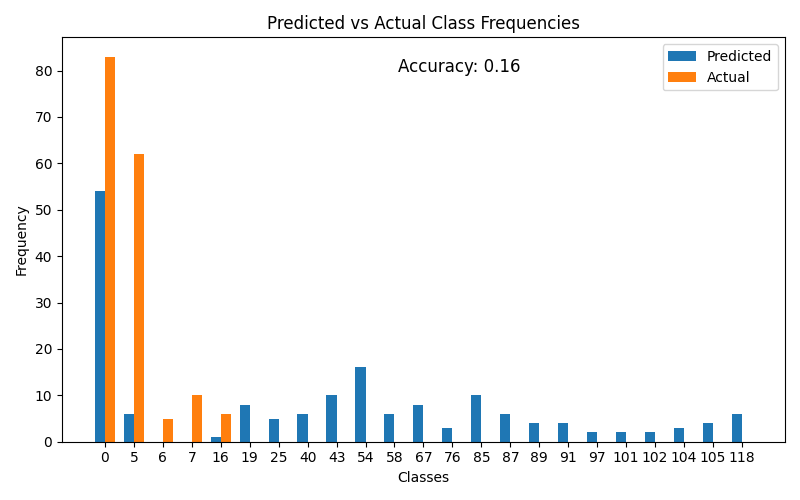 Predicted vs Actual Class Frequencies
Accuracy: 0.16
Predicted
Actual
Frequency
80
70
60
50
40
30
20
10
0
0 5 6 7 16 19 25 40 43 54 58 67 76 85 87 89 91 97 101 102 104 105 118
Classes